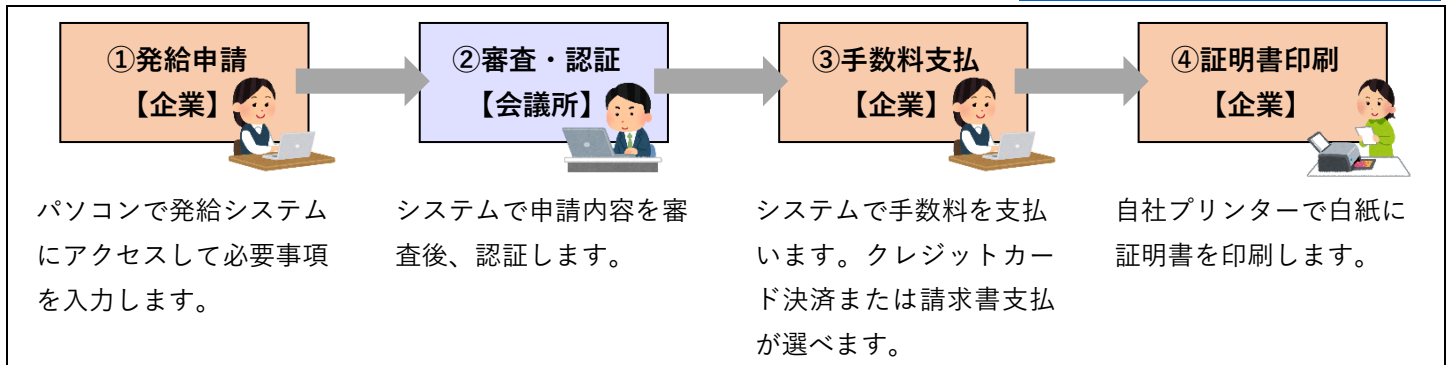 ①発給申請
【企業】
②審査・認証
【会議所】
③手数料支払
【企業】
④証明書印刷
【企業】
パソコンで発給システム
にアクセスして必要事項
を入力します。
システムで申請内容を審
査後、認証します。
システムで手数料を支払
います。クレジットカー
ド決済または請求書支払
が選べます。
自社プリンターで白紙に
証明書を印刷します。